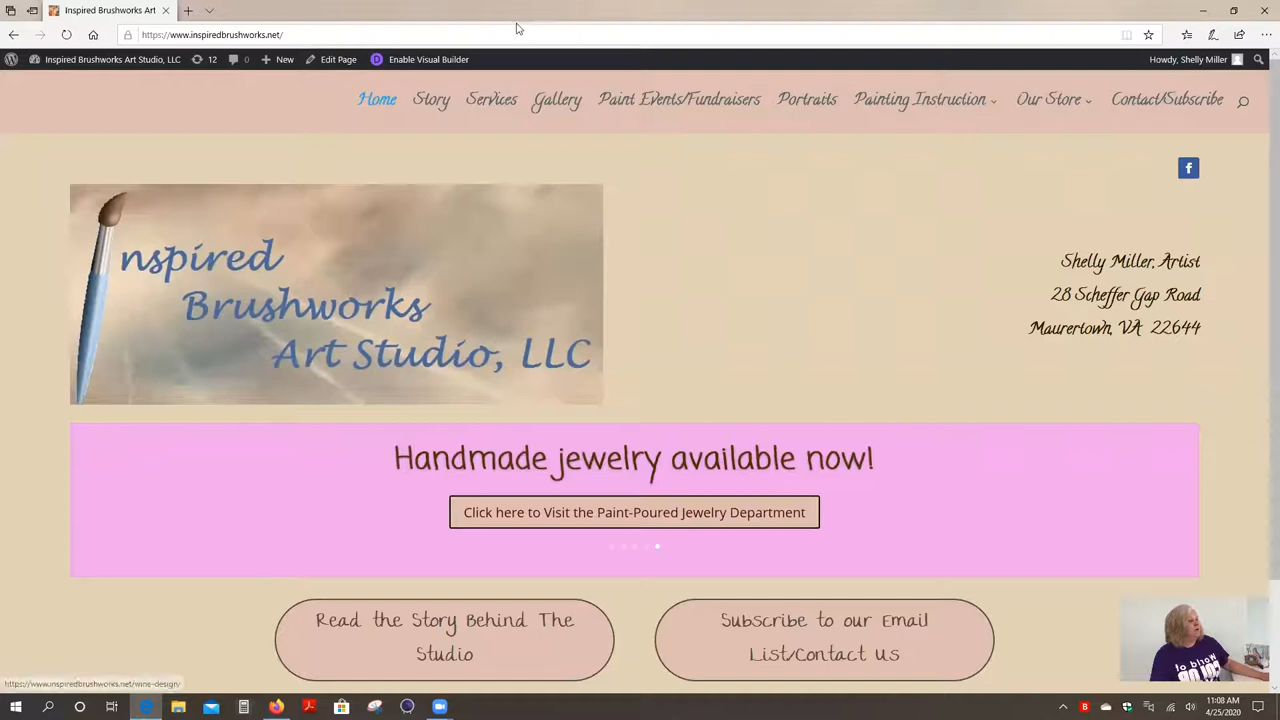 Inspired Brushworks Art
https://www.inspiredbrushworks.net/
Inspired Brushworks Art Studio, LLC 12 0 New Edit Page Enable Visual Builder Howdy, Shelly Miller
Home Story Services Gallery Paint Events/Fundraisers Portraits Painting Instruction Our Store Contact/Subscribe
f
nspired
Brushworks
Art Studio, LLC
Shelly Miller, Artist
28 Scheffer Gap Road
Maurertown, VA 22644
Handmade jewelry available now!
Click here to Visit the Paint-Poured Jewelry Department
Read the Story Behind The
Studio
Subscribe to our Email
List/Contact Us
https://www.inspiredbrushworks.net/wine-design/
11:08 AM
4/25/2020